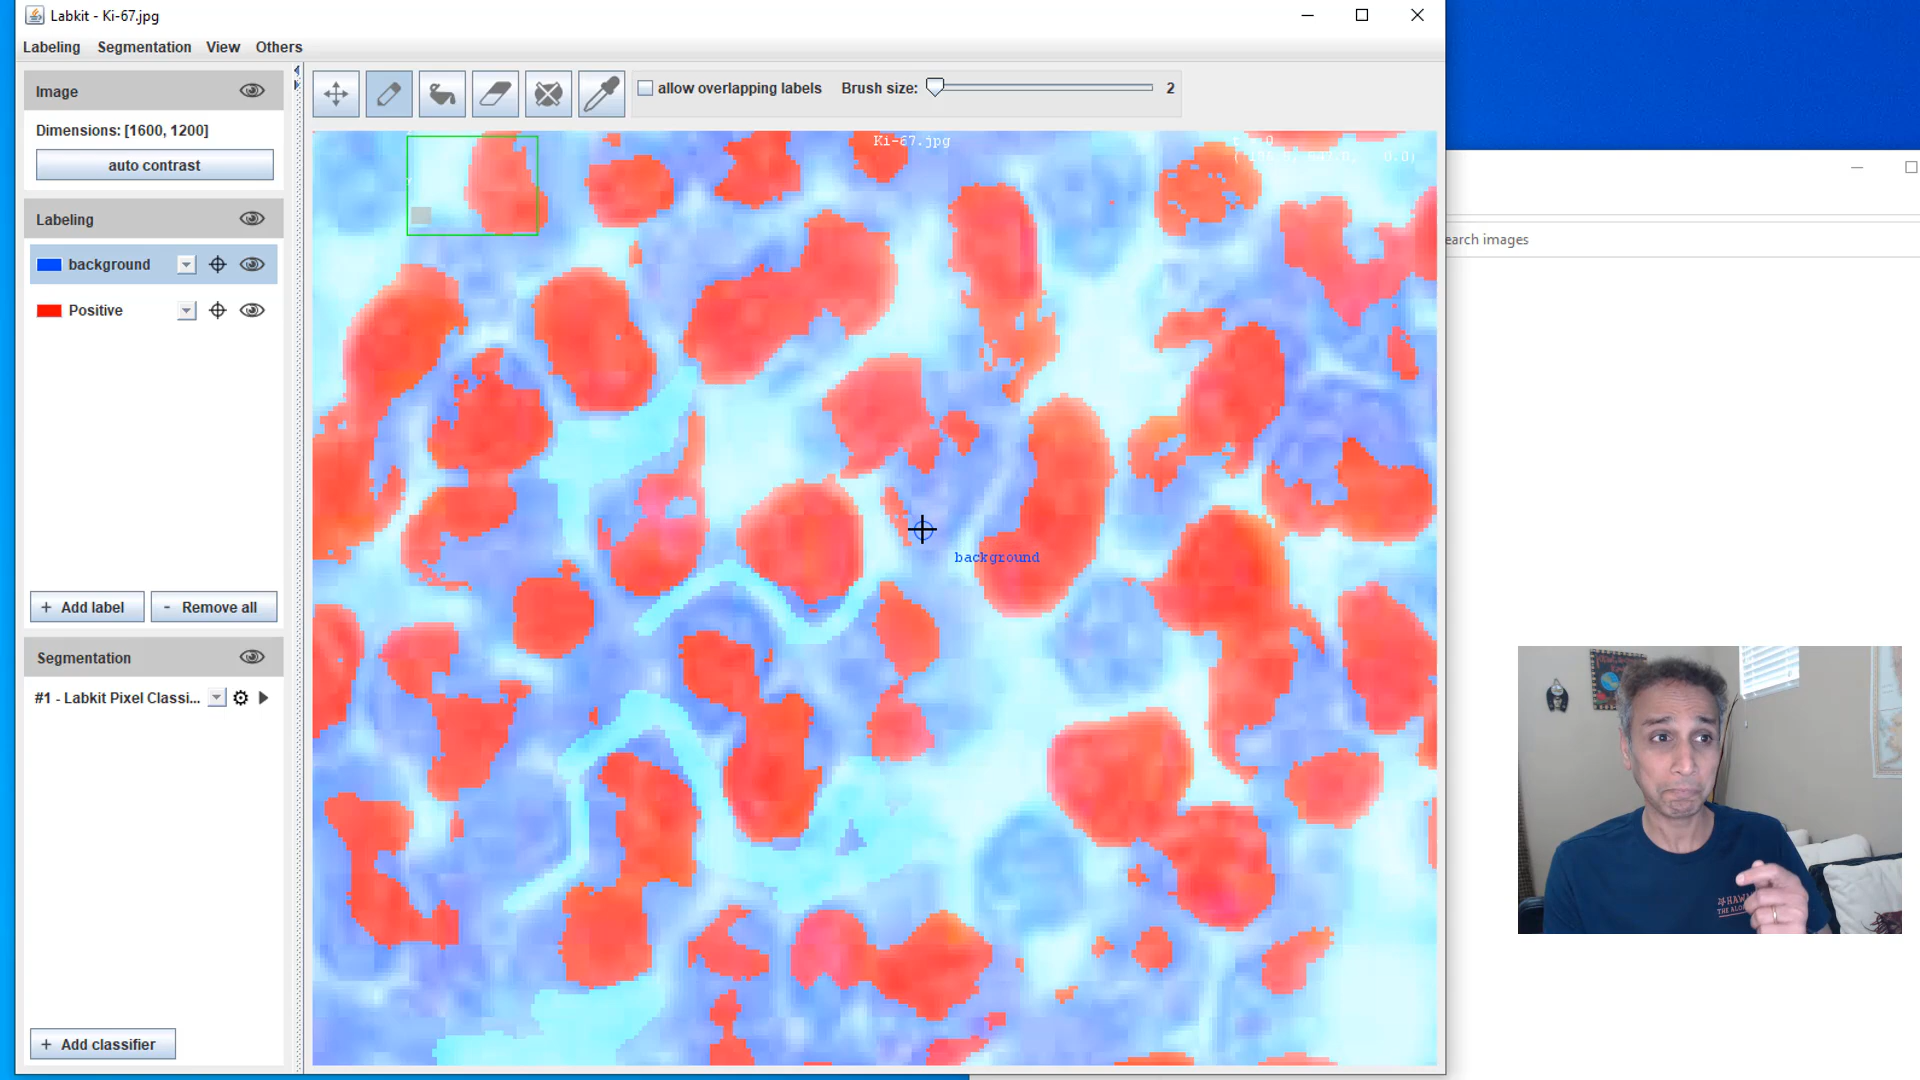 Labkit - Ki-67.jpg
Labeling Segmentation View Others
Image
Dimensions: [1600, 1200]
auto contrast
Labeling
background
Positive
+ Add label
- Remove all
Segmentation
#1 - Labkit Pixel Classi...
+ Add classifier
allow overlapping labels
Brush size:
2
Ki-67.jpg
background
earch images